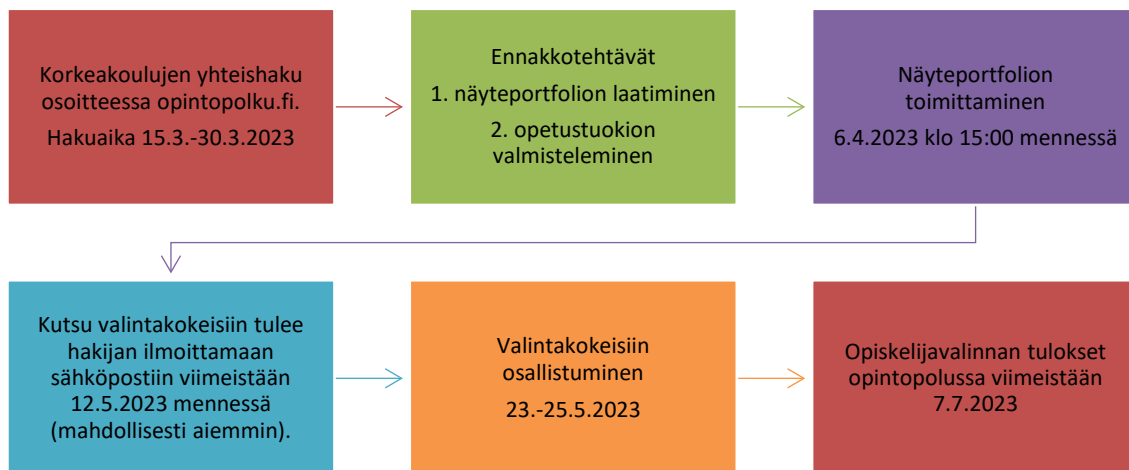 Korkeakoulujen yhteishaku
osoitteessa opintopolku.fi.
Hakuaika 15.3.-30.3.2023
Ennakkotehtävät
1. näyteportfolion laatiminen
2. opetustuokion
valmisteleminen
Näyteportfolion
toimittaminen
6.4.2023 klo 15:00 mennessä
Kutsu valintakokeisiin tulee
hakijan ilmoittamaan
sähköpostiin viimeistään
12.5.2023 mennessä
(mahdollisesti aiemmin).
Valintakokeisiin
osallistuminen
23.-25.5.2023
Opiskelijavalinnan tulokset
opintopolussa viimeistään
7.7.2023